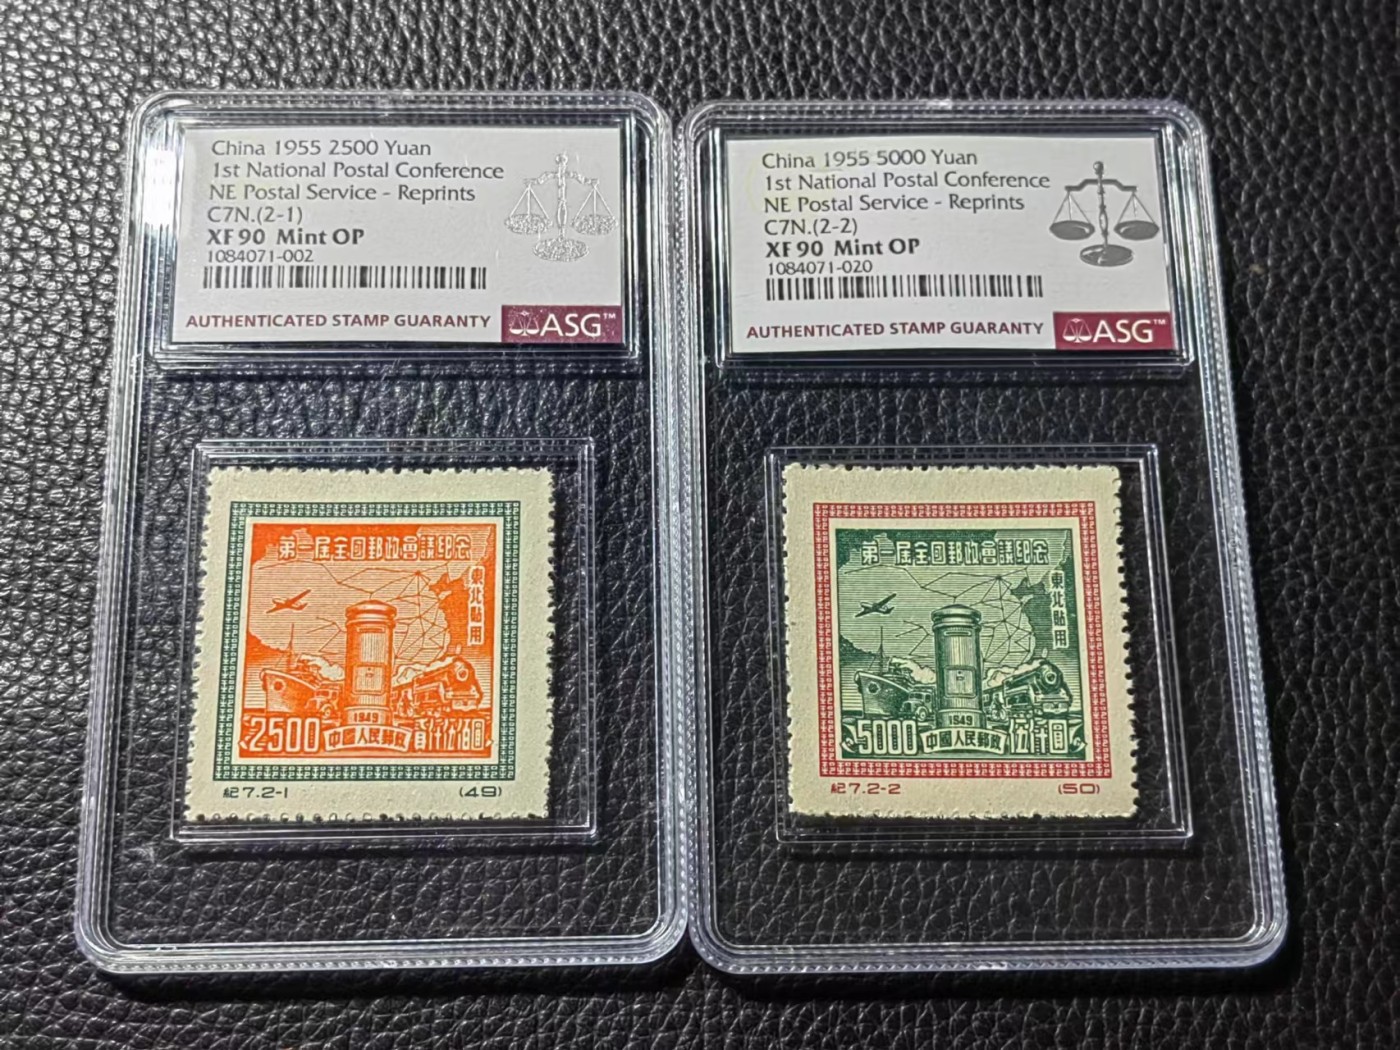 China 1955 2500 Yuan
1st National Postal Conference
NE Postal Service - Reprints
C7N.(2-1)
XF 90 Mint OP
1084071-002
AUTHENTICATED STAMP GUARANTY
ASG™
第一届全國郵政會議紀念
東北貼用
1949
2500
中國人民郵政
貳仟伍佰圓
紀7.2-1
(49)
China 1955 5000 Yuan
1st National Postal Conference
NE Postal Service - Reprints
C7N.(2-2)
XF 90 Mint OP
1084071-020
AUTHENTICATED STAMP GUARANTY
ASG™
第一届全國郵政會議紀念
東北貼用
1949
5000
中國人民郵政
伍仟圓
紀7.2-2
(50)